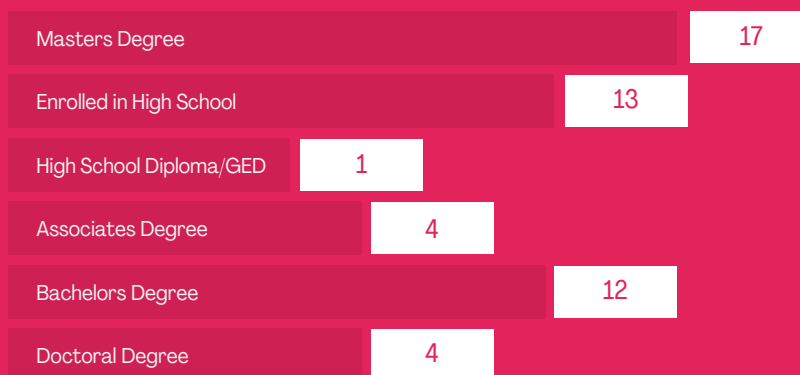 Masters Degree 17
Enrolled in High School 13
High School Diploma/GED 1
Associates Degree 4
Bachelors Degree 12
Doctoral Degree 4